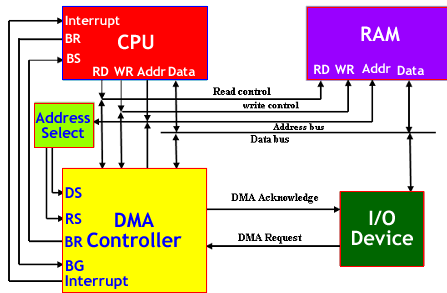 Interrupt
BR
BS
CPU
RD WR Addr Data
RAM
RD WR Addr Data
Read control
write control
Address bus
Data bus
Address
Select
DS
RS
BR
BG
Interrupt
DMA
Controller
DMA Acknowledge
DMA Request
I/O
Device